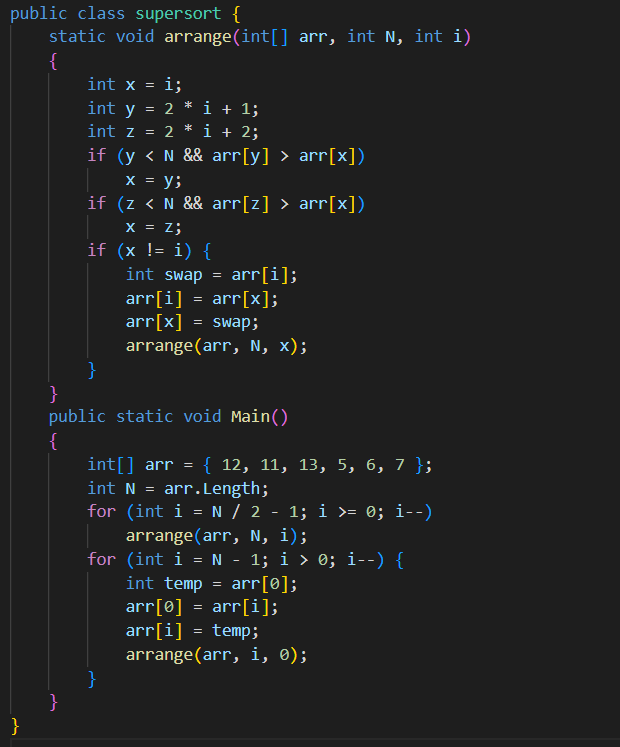 public class supersort {
    static void arrange(int[] arr, int N, int i)
    {
        int x = i;
        int y = 2 * i + 1;
        int z = 2 * i + 2;
        if (y < N && arr[y] > arr[x])
            x = y;
        if (z < N && arr[z] > arr[x])
            x = z;
        if (x != i) {
            int swap = arr[i];
            arr[i] = arr[x];
            arr[x] = swap;
            arrange(arr, N, x);
        }
    }
    public static void Main()
    {
        int[] arr = { 12, 11, 13, 5, 6, 7 };
        int N = arr.Length;
        for (int i = N / 2 - 1; i >= 0; i--)
            arrange(arr, N, i);
        for (int i = N - 1; i > 0; i--) {
            int temp = arr[0];
            arr[0] = arr[i];
            arr[i] = temp;
            arrange(arr, i, 0);
        }
    }
}